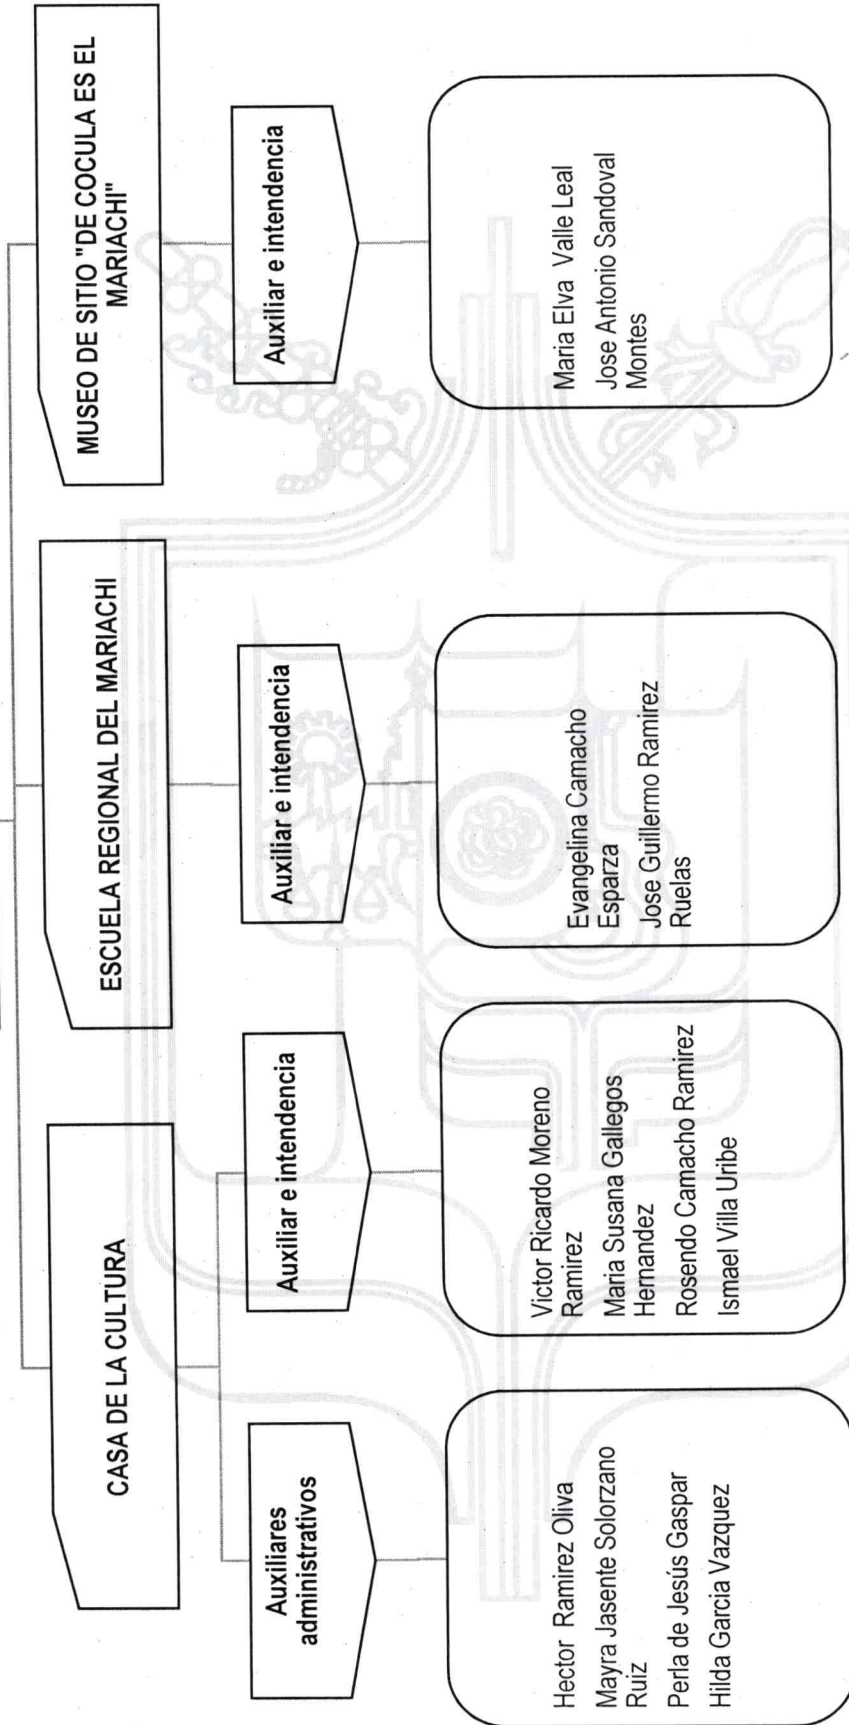 CASA DE LA CULTURA
ESCUELA REGIONAL DEL MARIACHI
MUSEO DE SITIO "DE COCULA ES EL
MARIACHI"
Auxiliares
administrativos
Auxiliar e intendencia
Auxiliar e intendencia
Auxiliar e intendencia
Hector Ramirez Oliva
Mayra Jasente Solorzano
Ruiz
Perla de Jesús Gaspar
Hilda Garcia Vazquez
Victor Ricardo Moreno
Ramirez
Maria Susana Gallegos
Hernandez
Rosendo Camacho Ramirez
Ismael Villa Uribe
Evangelina Camacho
Esparza
Jose Guillermo Ramirez
Ruelas
Maria Elva Valle Leal
Jose Antonio Sandoval
Montes